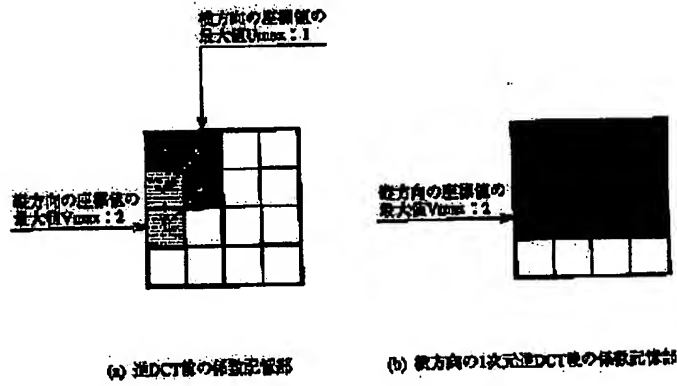 横方向の座標値の
最大値Umax：1
縦方向の座標値の
最大値Vmax：2
縦方向の座標値の
最大値Vmax：2
(a) 逆DCT前の係数記憶部
(b) 横方向の1次元逆DCT後の係数記憶部